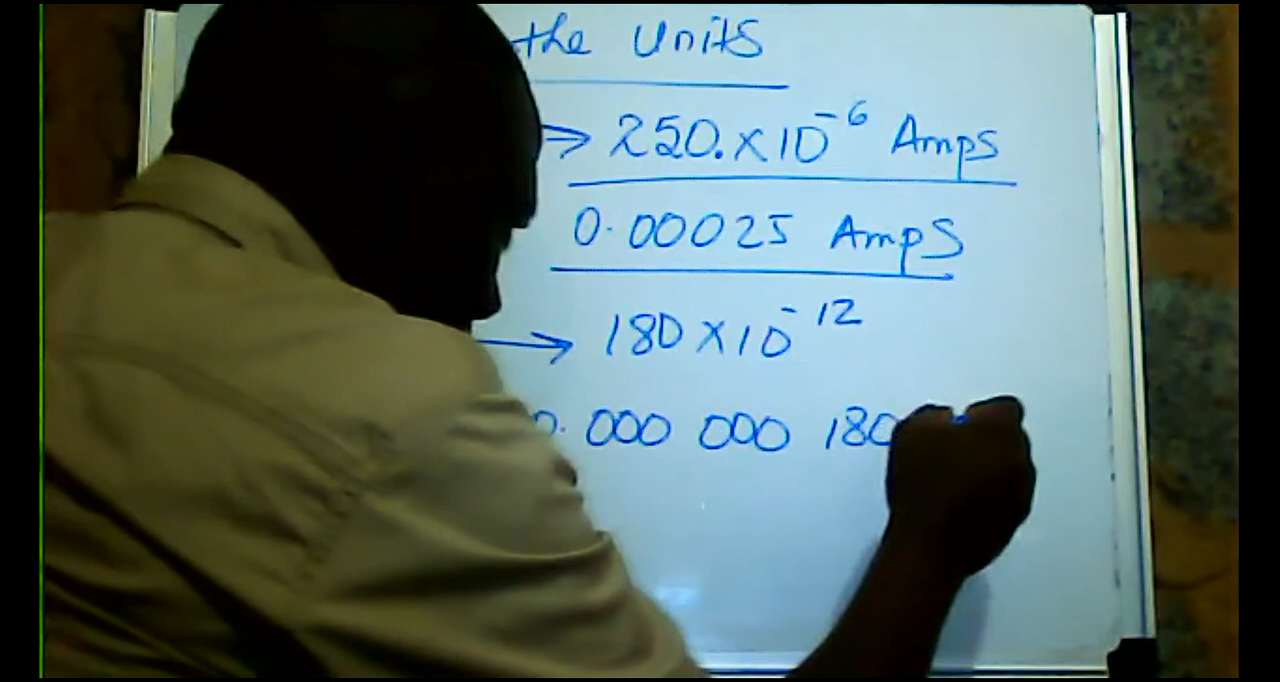 the Units
→ 250.×10⁻⁶ Amps
0.00025 Amps
→ 180×10⁻¹²
0.000 000 180